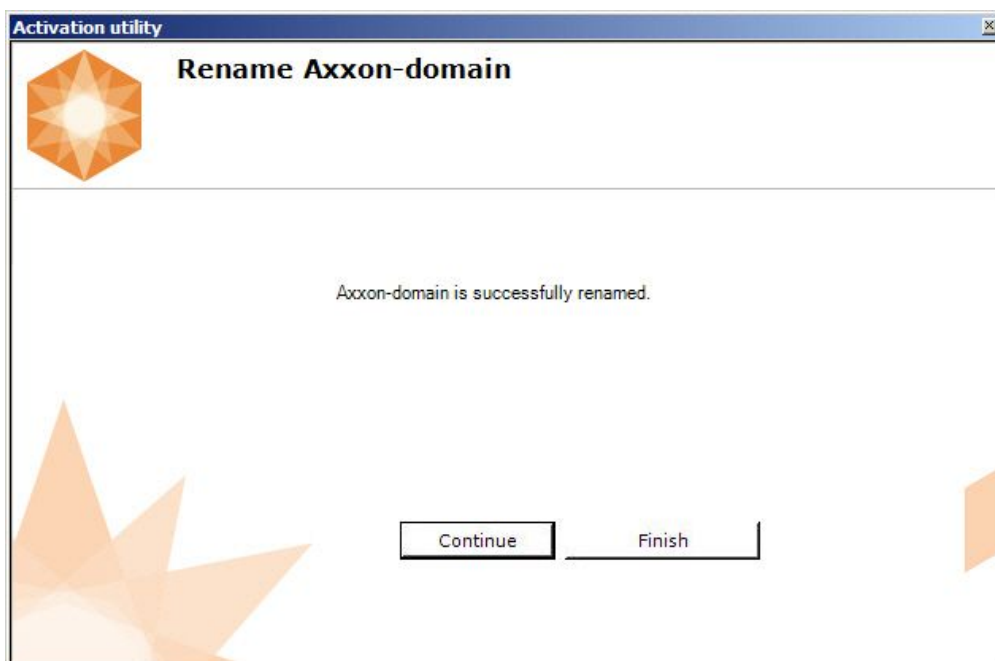 Activation utility
Rename Axxon-domain
Axxon-domain is successfully renamed.
Continue
Finish